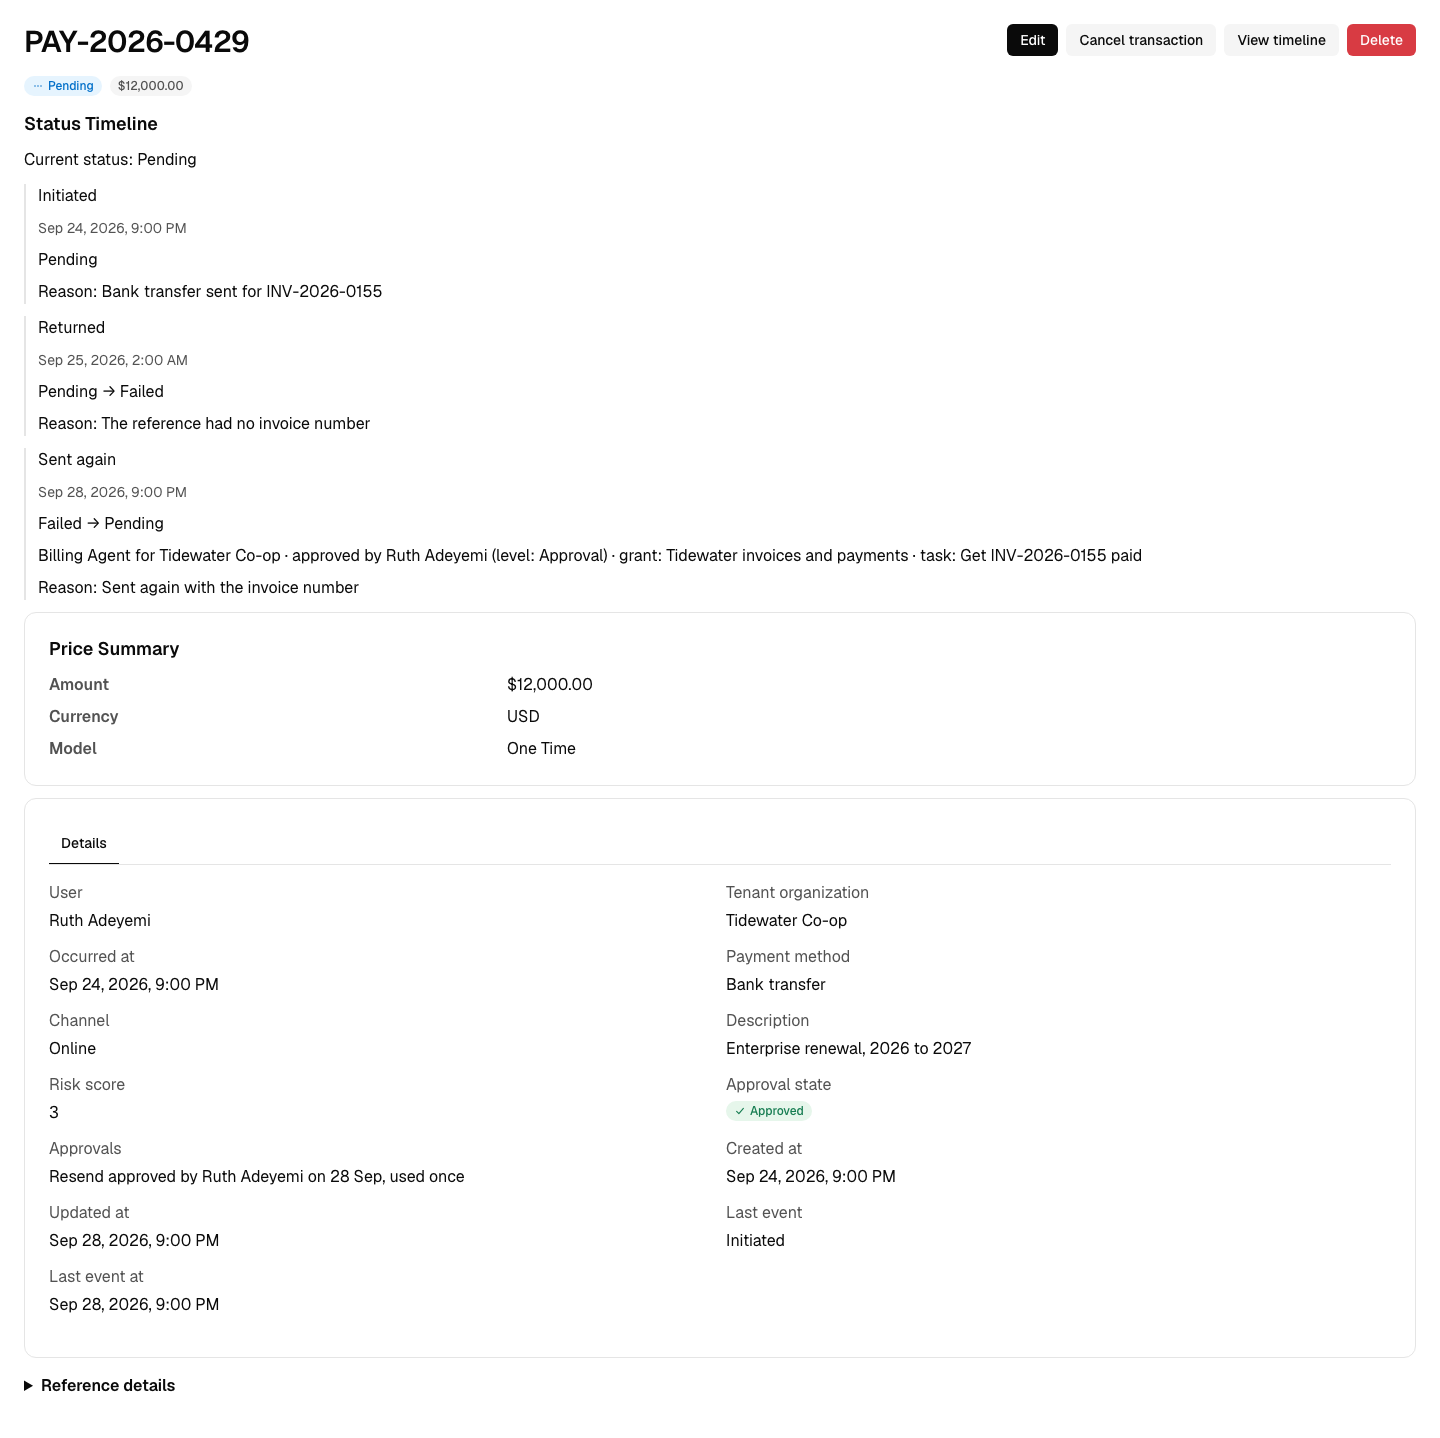 PAY-2026-0429
Edit
Cancel transaction
View timeline
Delete
Pending
$12,000.00
Status Timeline
Current status: Pending
Initiated
Sep 24, 2026, 9:00 PM
Pending
Reason: Bank transfer sent for INV-2026-0155
Returned
Sep 25, 2026, 2:00 AM
Pending → Failed
Reason: The reference had no invoice number
Sent again
Sep 28, 2026, 9:00 PM
Failed → Pending
Billing Agent for Tidewater Co-op · approved by Ruth Adeyemi (level: Approval) · grant: Tidewater invoices and payments · task: Get INV-2026-0155 paid
Reason: Sent again with the invoice number
Price Summary
Amount $12,000.00
Currency USD
Model One Time
Details
User
Ruth Adeyemi
Tenant organization
Tidewater Co-op
Occurred at
Sep 24, 2026, 9:00 PM
Payment method
Bank transfer
Channel
Online
Description
Enterprise renewal, 2026 to 2027
Risk score
3
Approval state
Approved
Approvals
Resend approved by Ruth Adeyemi on 28 Sep, used once
Created at
Sep 24, 2026, 9:00 PM
Updated at
Sep 28, 2026, 9:00 PM
Last event
Initiated
Last event at
Sep 28, 2026, 9:00 PM
Reference details